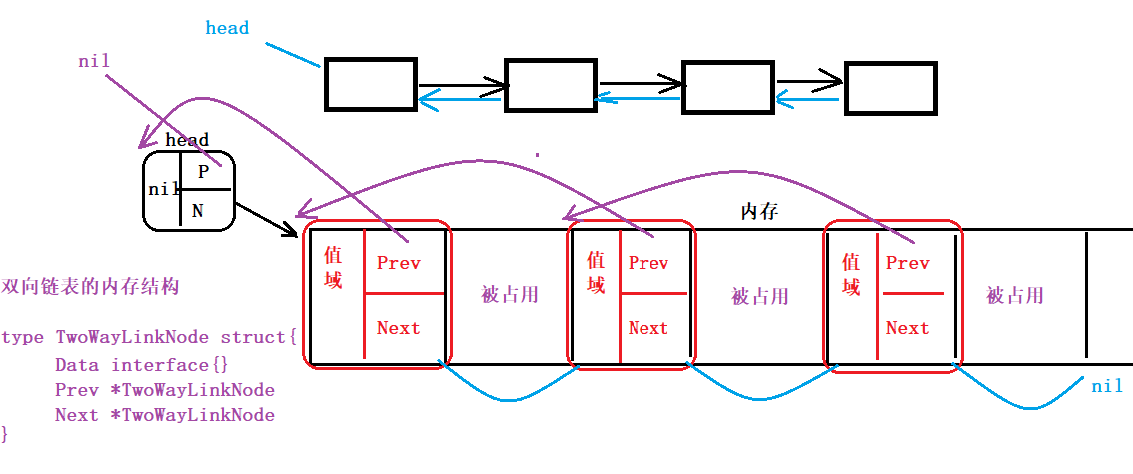 head
nil
head
P
nil
N
内存
值域
Prev
Next
被占用
值域
Prev
Next
被占用
值域
Prev
Next
被占用
nil
双向链表的内存结构
type TwoWayLinkNode struct{
Data interface{}
Prev *TwoWayLinkNode
Next *TwoWayLinkNode
}